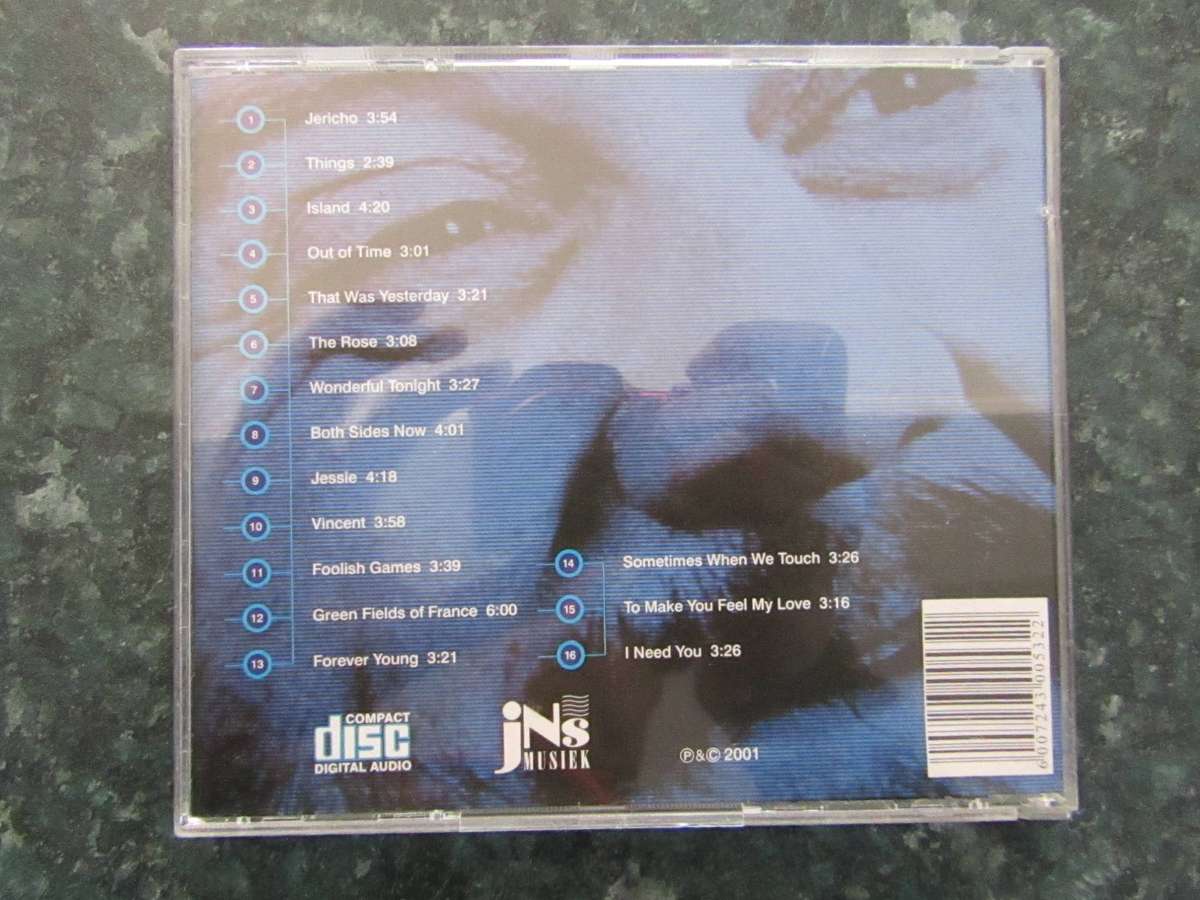 1 Jericho 3:54
2 Things 2:39
3 Island 4:20
4 Out of Time 3:01
5 That Was Yesterday 3:21
6 The Rose 3:08
7 Wonderful Tonight 3:27
8 Both Sides Now 4:01
9 Jessie 4:18
10 Vincent 3:58
11 Foolish Games 3:39
12 Green Fields of France 6:00
13 Forever Young 3:21
14 Sometimes When We Touch 3:26
15 To Make You Feel My Love 3:16
16 I Need You 3:26
COMPACT
disc
DIGITAL AUDIO
jNs
MUSIEK
℗&© 2001
6007243005322